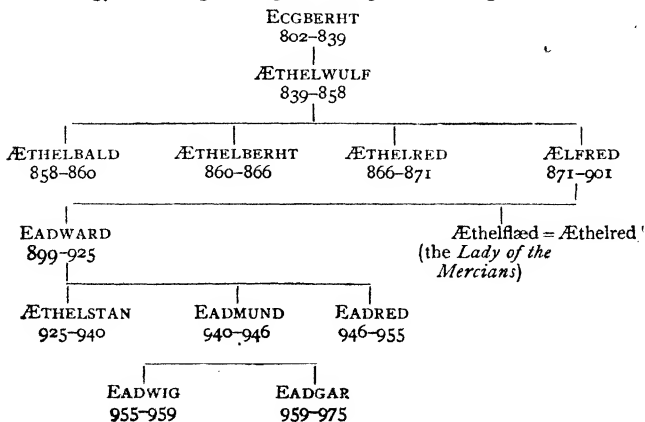 ECGBERHT
802–839
ÆTHELWULF
839–858
ÆTHELBALD ÆTHELBERHT ÆTHELRED ÆLFRED
858–860 860–866 866–871 871–901
EADWARD Æthelflæd = Æthelred
899–925 (the Lady of the
Mercians)
ÆTHELSTAN EADMUND EADRED
925–940 940–946 946–955
EADWIG EADGAR
955–959 959–975